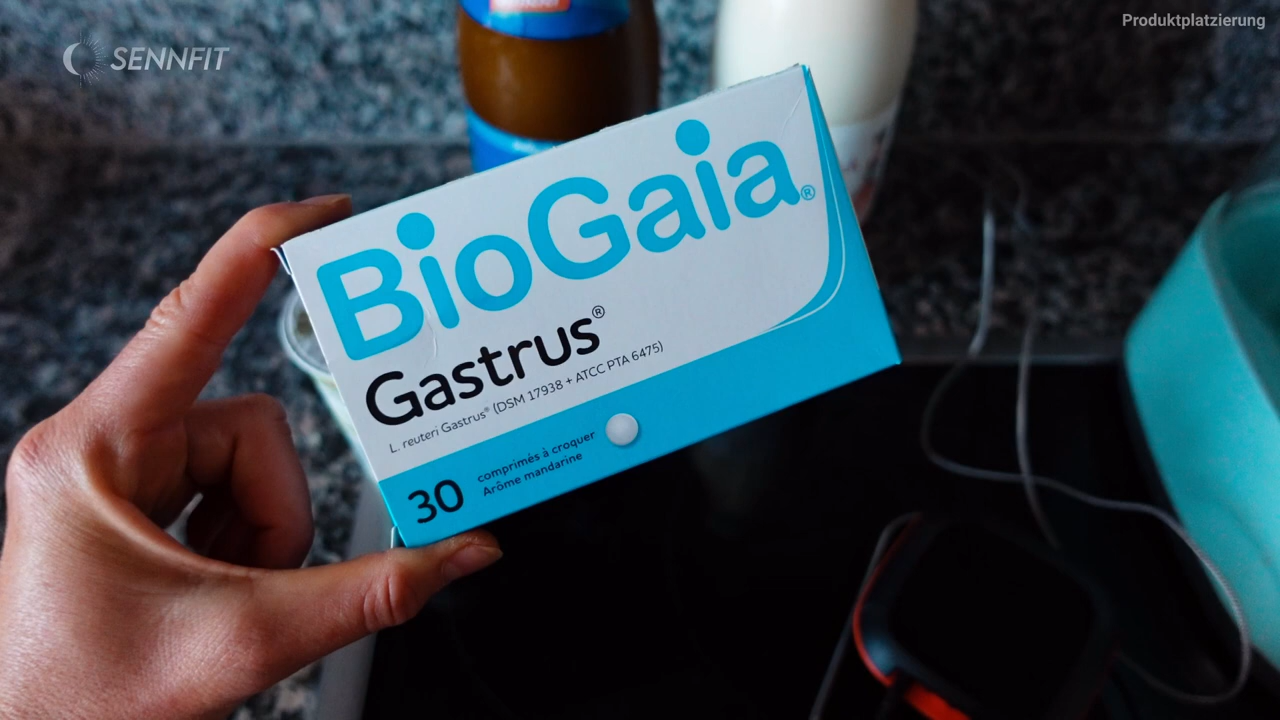 Produktplatzierung
SENNFIT
BioGaia®
Gastrus®
L. reuteri Gastrus® (DSM 17938 + ATCC PTA 6475)
30
comprimés à croquer
Arôme mandarine